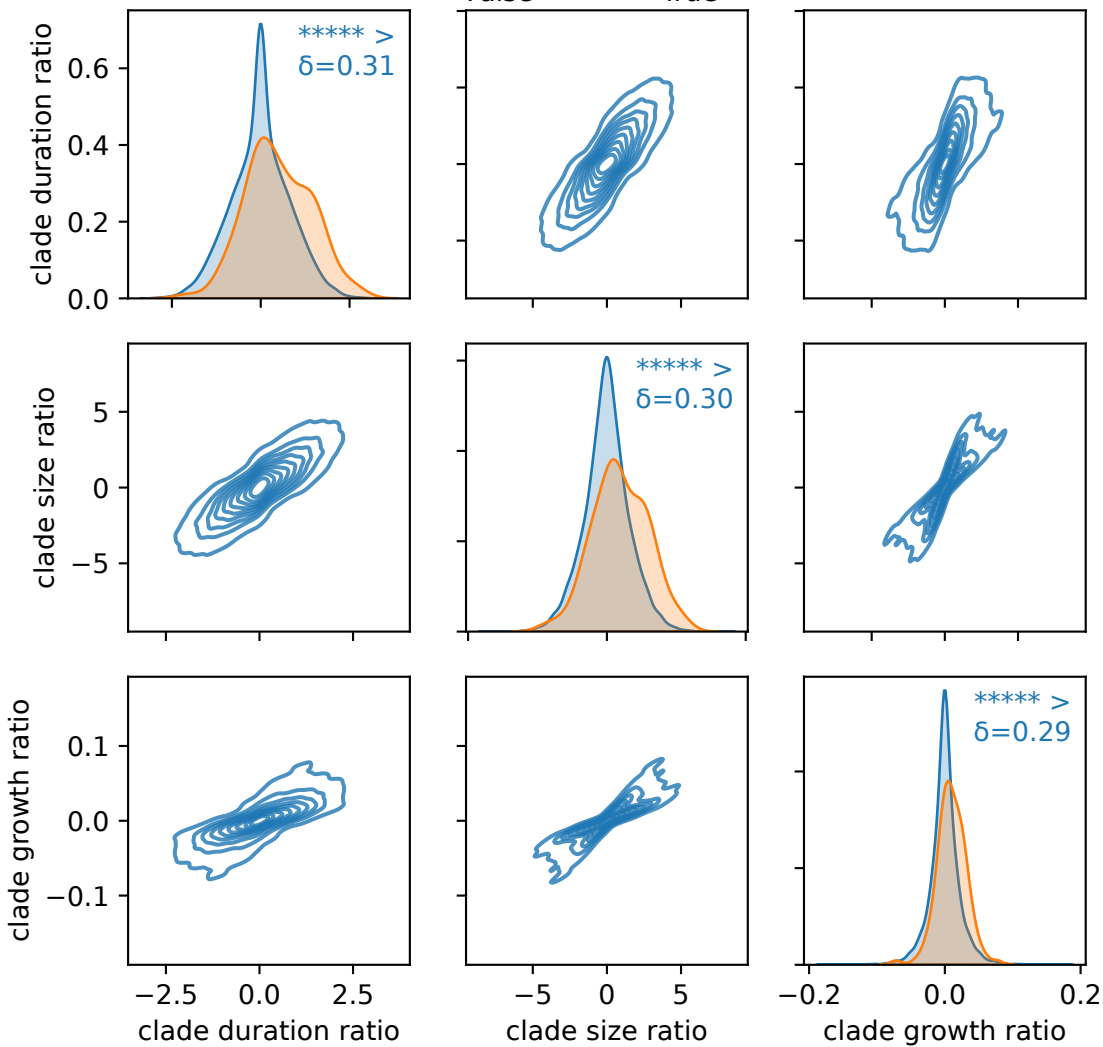 clade duration ratio
0.6
0.4
0.2
0.0
***** >
δ=0.31
clade size ratio
5
0
−5
***** >
δ=0.30
clade growth ratio
0.1
0.0
−0.1
***** >
δ=0.29
−2.5 0.0 2.5
−5 0 5
−0.2 0.0 0.2
clade duration ratio
clade size ratio
clade growth ratio